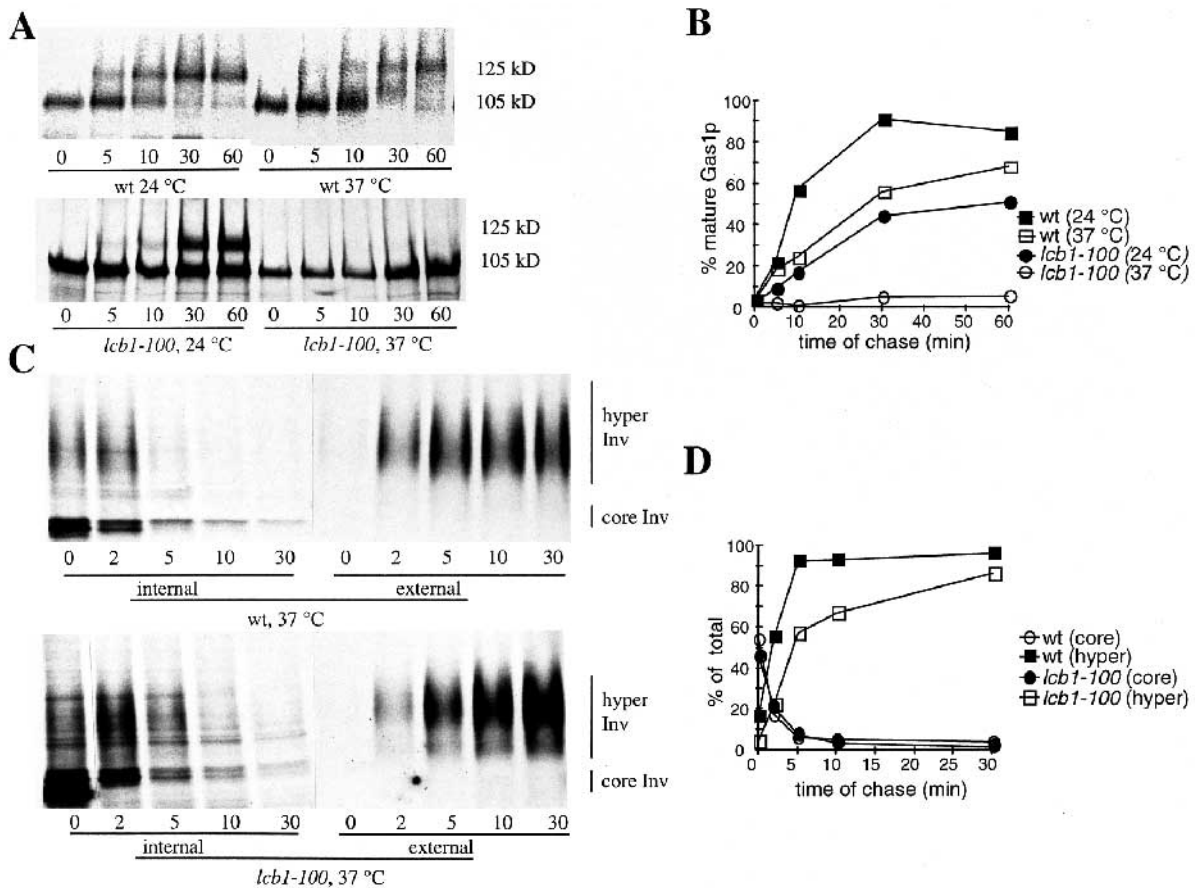 A
125 kD
105 kD
0 5 10 30 60 0 5 10 30 60
wt 24 °C wt 37 °C
125 kD
105 kD
0 5 10 30 60 0 5 10 30 60
lcb1-100, 24 °C lcb1-100, 37 °C
B
% mature Gas1p
100
80
60
40
20
0
0 10 20 30 40 50 60
time of chase (min)
wt (24 °C)
wt (37 °C)
lcb1-100 (24 °C)
lcb1-100 (37 °C)
C
hyper
Inv
core Inv
0 2 5 10 30 0 2 5 10 30
internal external
wt, 37 °C
hyper
Inv
core Inv
0 2 5 10 30 0 2 5 10 30
internal external
lcb1-100, 37 °C
D
% of total
100
80
60
40
20
0
0 5 10 15 20 25 30
time of chase (min)
wt (core)
wt (hyper)
lcb1-100 (core)
lcb1-100 (hyper)